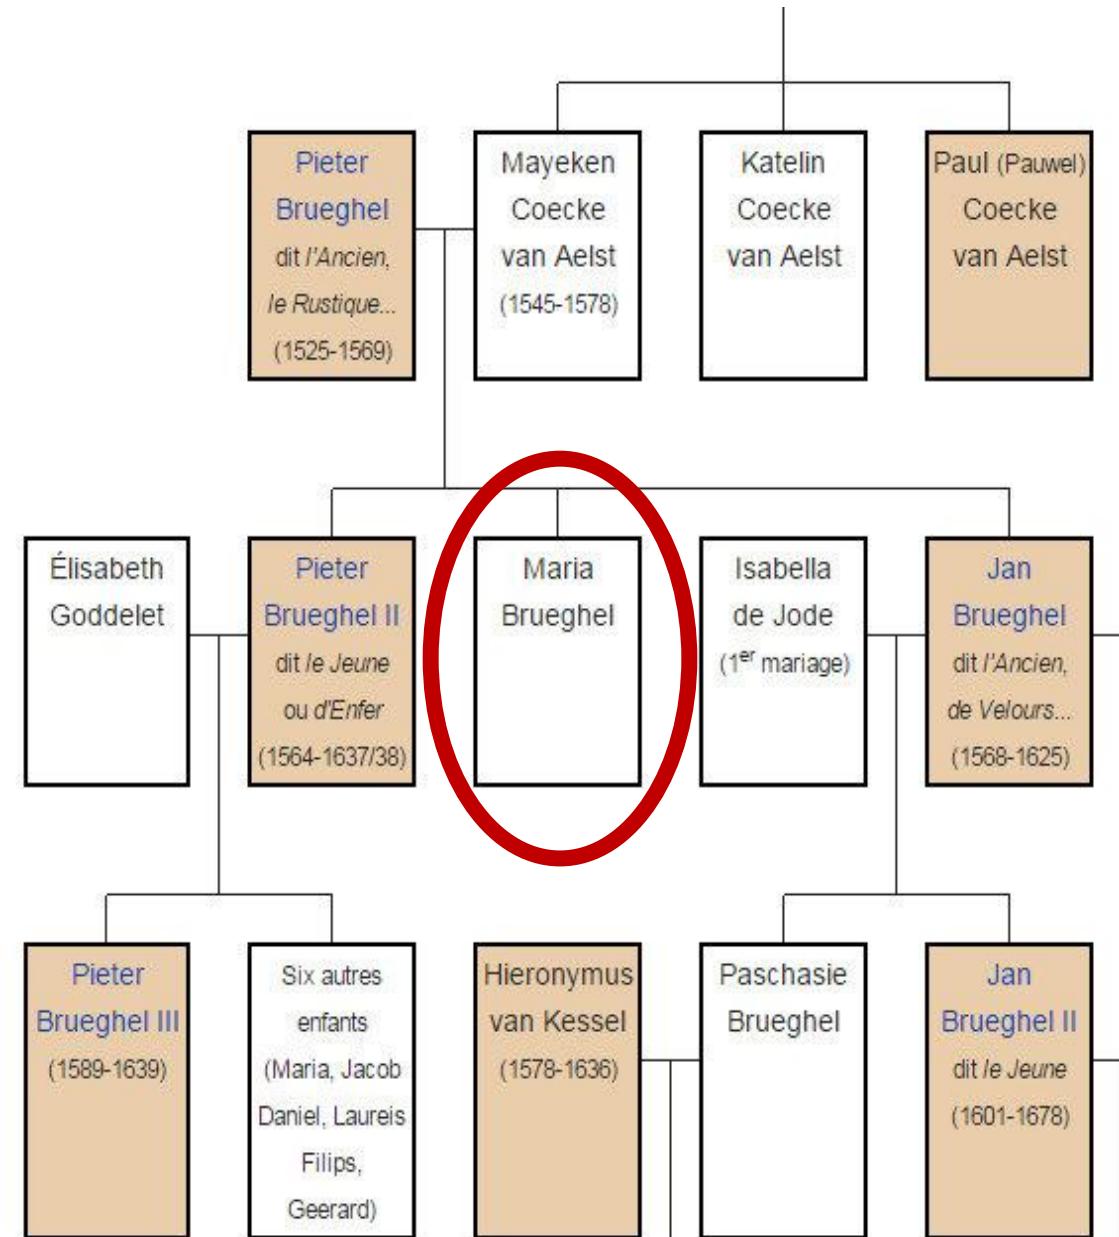 Pieter
Brueghel
dit l'Ancien,
le Rustique...
(1525-1569)
Mayeken
Coecke
van Aelst
(1545-1578)
Katelin
Coecke
van Aelst
Paul (Pauwel)
Coecke
van Aelst
Élisabeth
Goddelet
Pieter
Brueghel II
dit le Jeune
ou d'Enfer
(1564-1637/38)
Maria
Brueghel
Isabella
de Jode
(1er mariage)
Jan
Brueghel
dit l'Ancien,
de Velours...
(1568-1625)
Pieter
Brueghel III
(1589-1639)
Six autres
enfants
(Maria, Jacob
Daniel, Laureis
Filips,
Geerard)
Hieronymus
van Kessel
(1578-1636)
Paschasie
Brueghel
Jan
Brueghel II
dit le Jeune
(1601-1678)